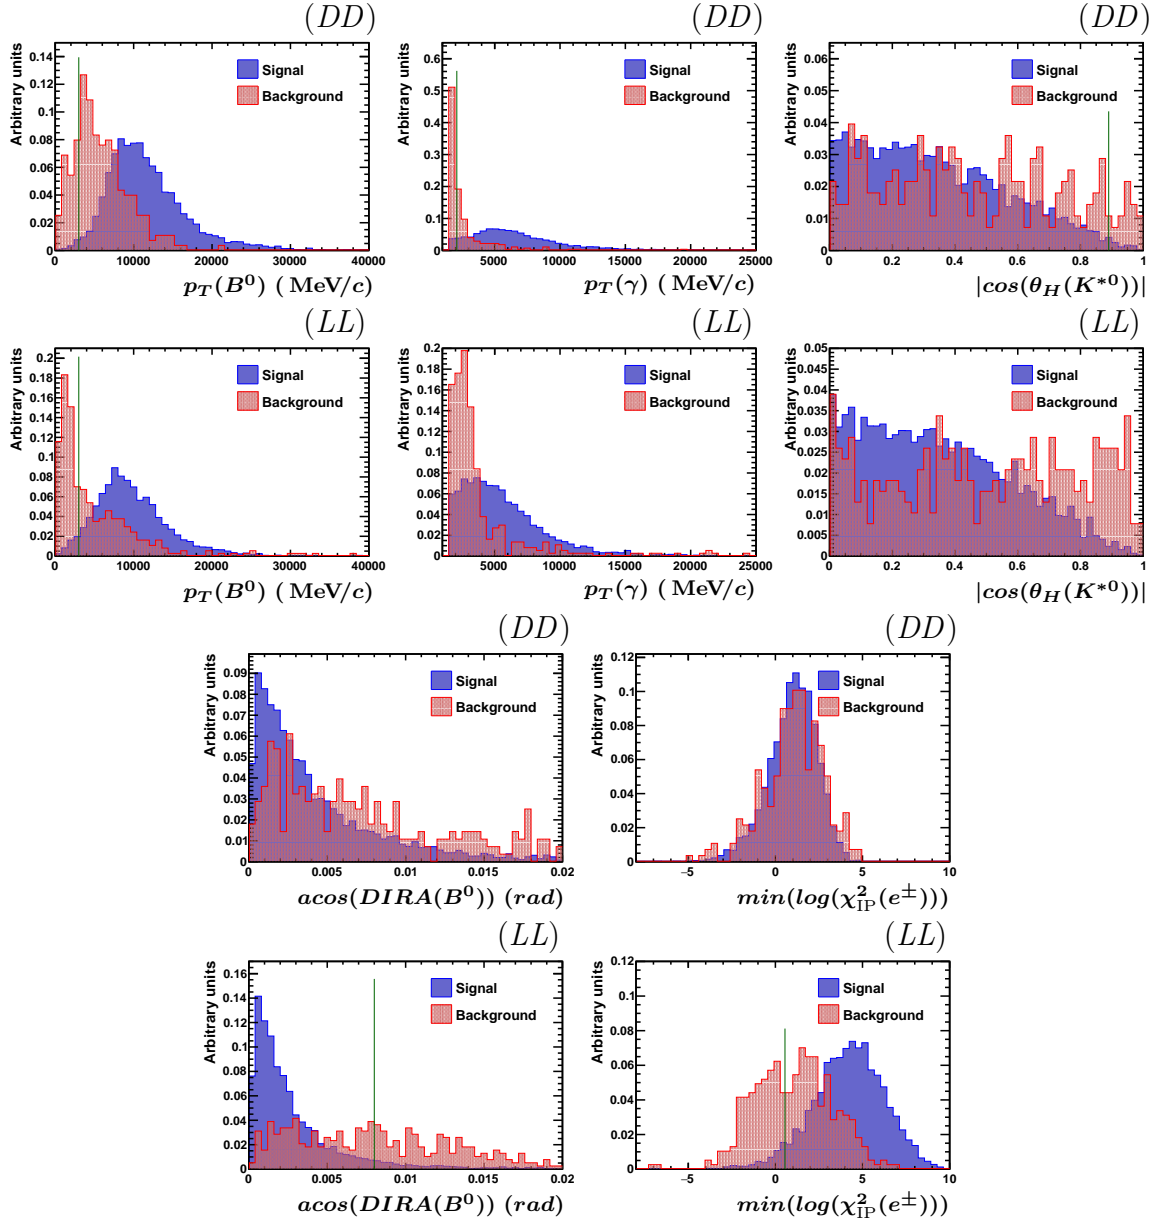 (DD) (DD) (DD)
Arbitrary units
0.14
0.12
0.1
0.08
0.06
0.04
0.02
0
Signal
Background
0 10000 20000 30000 40000
p_T(B^0) (MeV/c)
Arbitrary units
0.6
0.5
0.4
0.3
0.2
0.1
0
Signal
Background
5000 10000 15000 20000 25000
p_T(γ) (MeV/c)
Arbitrary units
0.06
0.05
0.04
0.03
0.02
0.01
0
Signal
Background
0 0.2 0.4 0.6 0.8 1
|cos(θ_H(K^{*0}))|
(LL) (LL) (LL)
Arbitrary units
0.2
0.18
0.16
0.14
0.12
0.1
0.08
0.06
0.04
0.02
0
Signal
Background
0 10000 20000 30000 40000
p_T(B^0) (MeV/c)
Arbitrary units
0.2
0.18
0.16
0.14
0.12
0.1
0.08
0.06
0.04
0.02
0
Signal
Background
5000 10000 15000 20000 25000
p_T(γ) (MeV/c)
Arbitrary units
0.05
0.045
0.04
0.035
0.03
0.025
0.02
0.015
0.01
0.005
0
Signal
Background
0 0.2 0.4 0.6 0.8 1
|cos(θ_H(K^{*0}))|
(DD) (DD)
Arbitrary units
0.09
0.08
0.07
0.06
0.05
0.04
0.03
0.02
0.01
0
Signal
Background
0 0.005 0.01 0.015 0.02
acos(DIRA(B^0)) (rad)
Arbitrary units
0.12
0.1
0.08
0.06
0.04
0.02
0
Signal
Background
−5 0 5 10
min(log(χ^2_{IP}(e^±)))
(LL) (LL)
Arbitrary units
0.16
0.14
0.12
0.1
0.08
0.06
0.04
0.02
0
Signal
Background
0 0.005 0.01 0.015 0.02
acos(DIRA(B^0)) (rad)
Arbitrary units
0.12
0.1
0.08
0.06
0.04
0.02
0
Signal
Background
−5 0 5 10
min(log(χ^2_{IP}(e^±)))